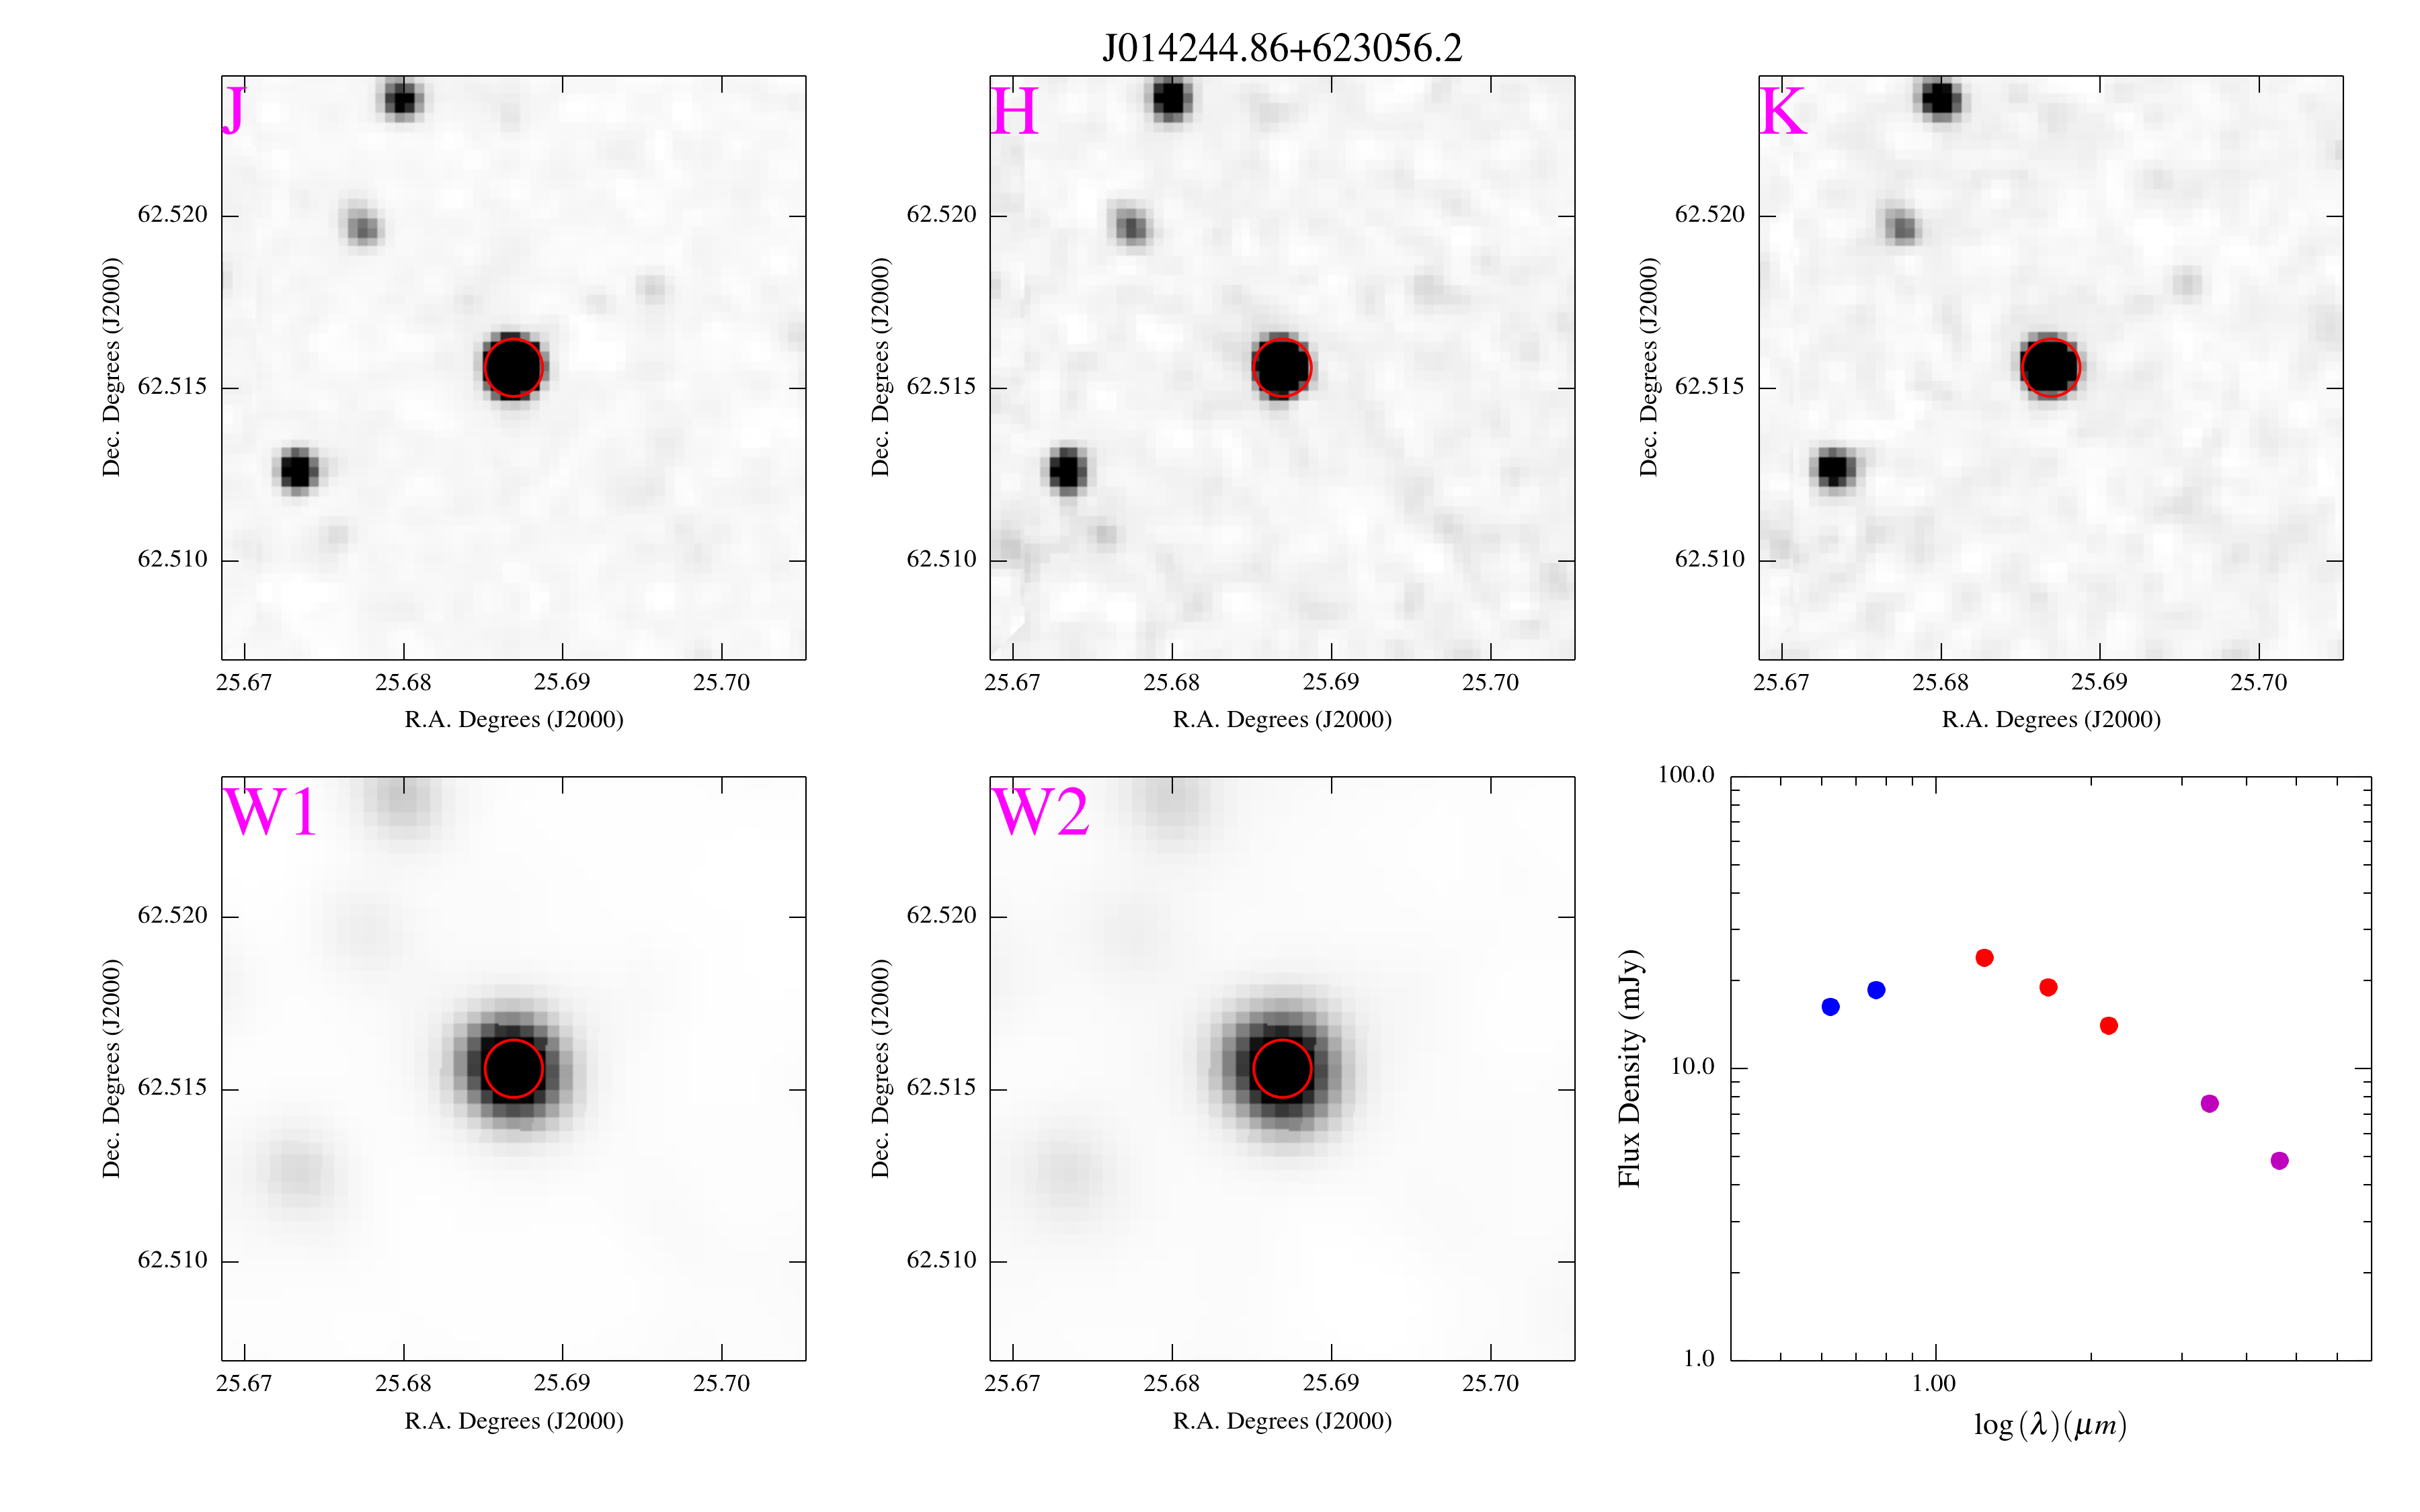 J014244.86+623056.2
J
62.520
62.515
62.510
Dec. Degrees (J2000)
25.67 25.68 25.69 25.70
R.A. Degrees (J2000)
H
62.520
62.515
62.510
Dec. Degrees (J2000)
25.67 25.68 25.69 25.70
R.A. Degrees (J2000)
K
62.520
62.515
62.510
Dec. Degrees (J2000)
25.67 25.68 25.69 25.70
R.A. Degrees (J2000)
W1
62.520
62.515
62.510
Dec. Degrees (J2000)
25.67 25.68 25.69 25.70
R.A. Degrees (J2000)
W2
62.520
62.515
62.510
Dec. Degrees (J2000)
25.67 25.68 25.69 25.70
R.A. Degrees (J2000)
100.0
10.0
1.0
Flux Density (mJy)
1.00
log(λ)(μm)